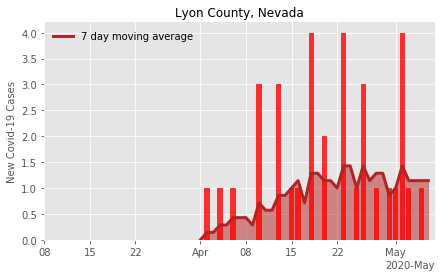 Lyon County, Nevada
7 day moving average
New Covid-19 Cases
4.0
3.5
3.0
2.5
2.0
1.5
1.0
0.5
0.0
08 15 22 Apr 08 15 22 May
2020-May